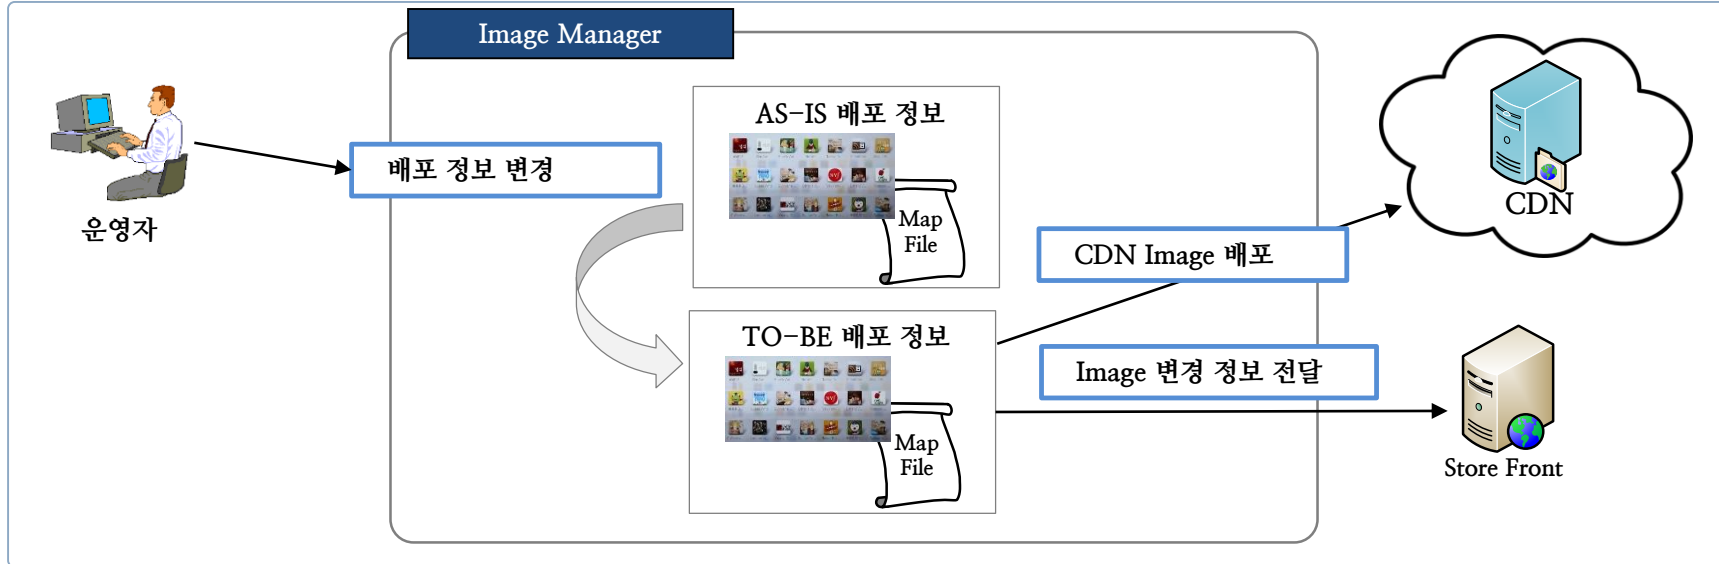 Image Manager
AS-IS 배포 정보
배포 정보 변경
운영자
Map
File
CDN
CDN Image 배포
TO-BE 배포 정보
Image 변경 정보 전달
Map
File
Store Front